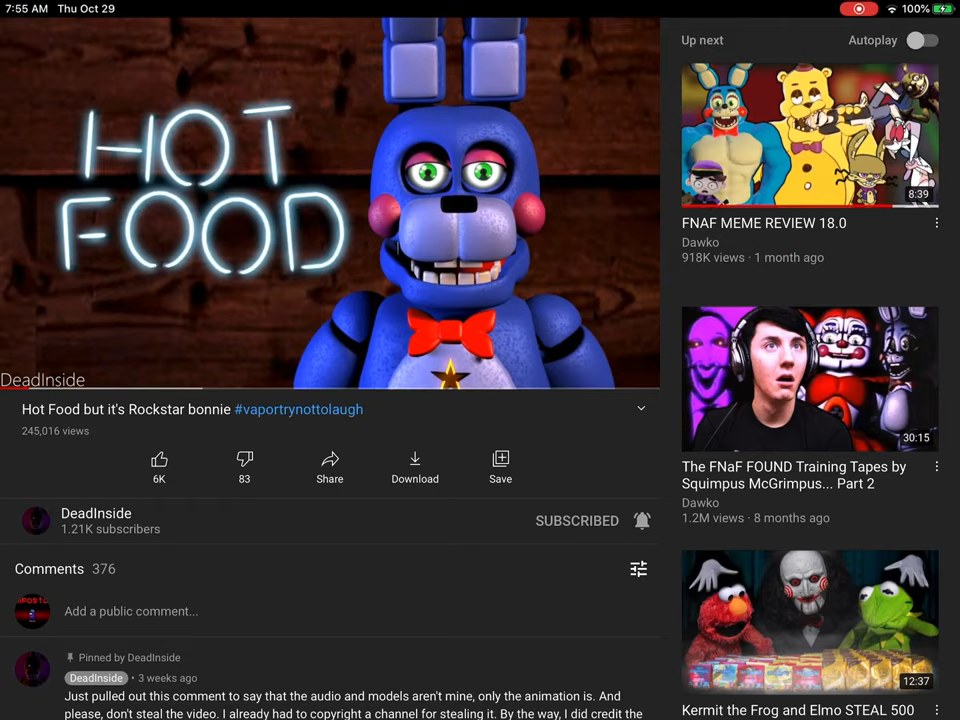 7:55 AM Thu Oct 29
100%
HOT
FOOD
DeadInside
Hot Food but it's Rockstar bonnie #vaportrynottolaugh
245,016 views
6K
83
Share
Download
Save
DeadInside
1.21K subscribers
SUBSCRIBED
Comments 376
Add a public comment...
Pinned by DeadInside
DeadInside • 3 weeks ago
Just pulled out this comment to say that the audio and models aren't mine, only the animation is. And
please, don't steal the video. I already had to copyright a channel for stealing it. By the way, I did credit the
Up next
Autoplay
8:39
FNAF MEME REVIEW 18.0
Dawko
918K views · 1 month ago
30:15
The FNaF FOUND Training Tapes by
Squimpus McGrimpus... Part 2
Dawko
1.2M views · 8 months ago
12:37
Kermit the Frog and Elmo STEAL 500